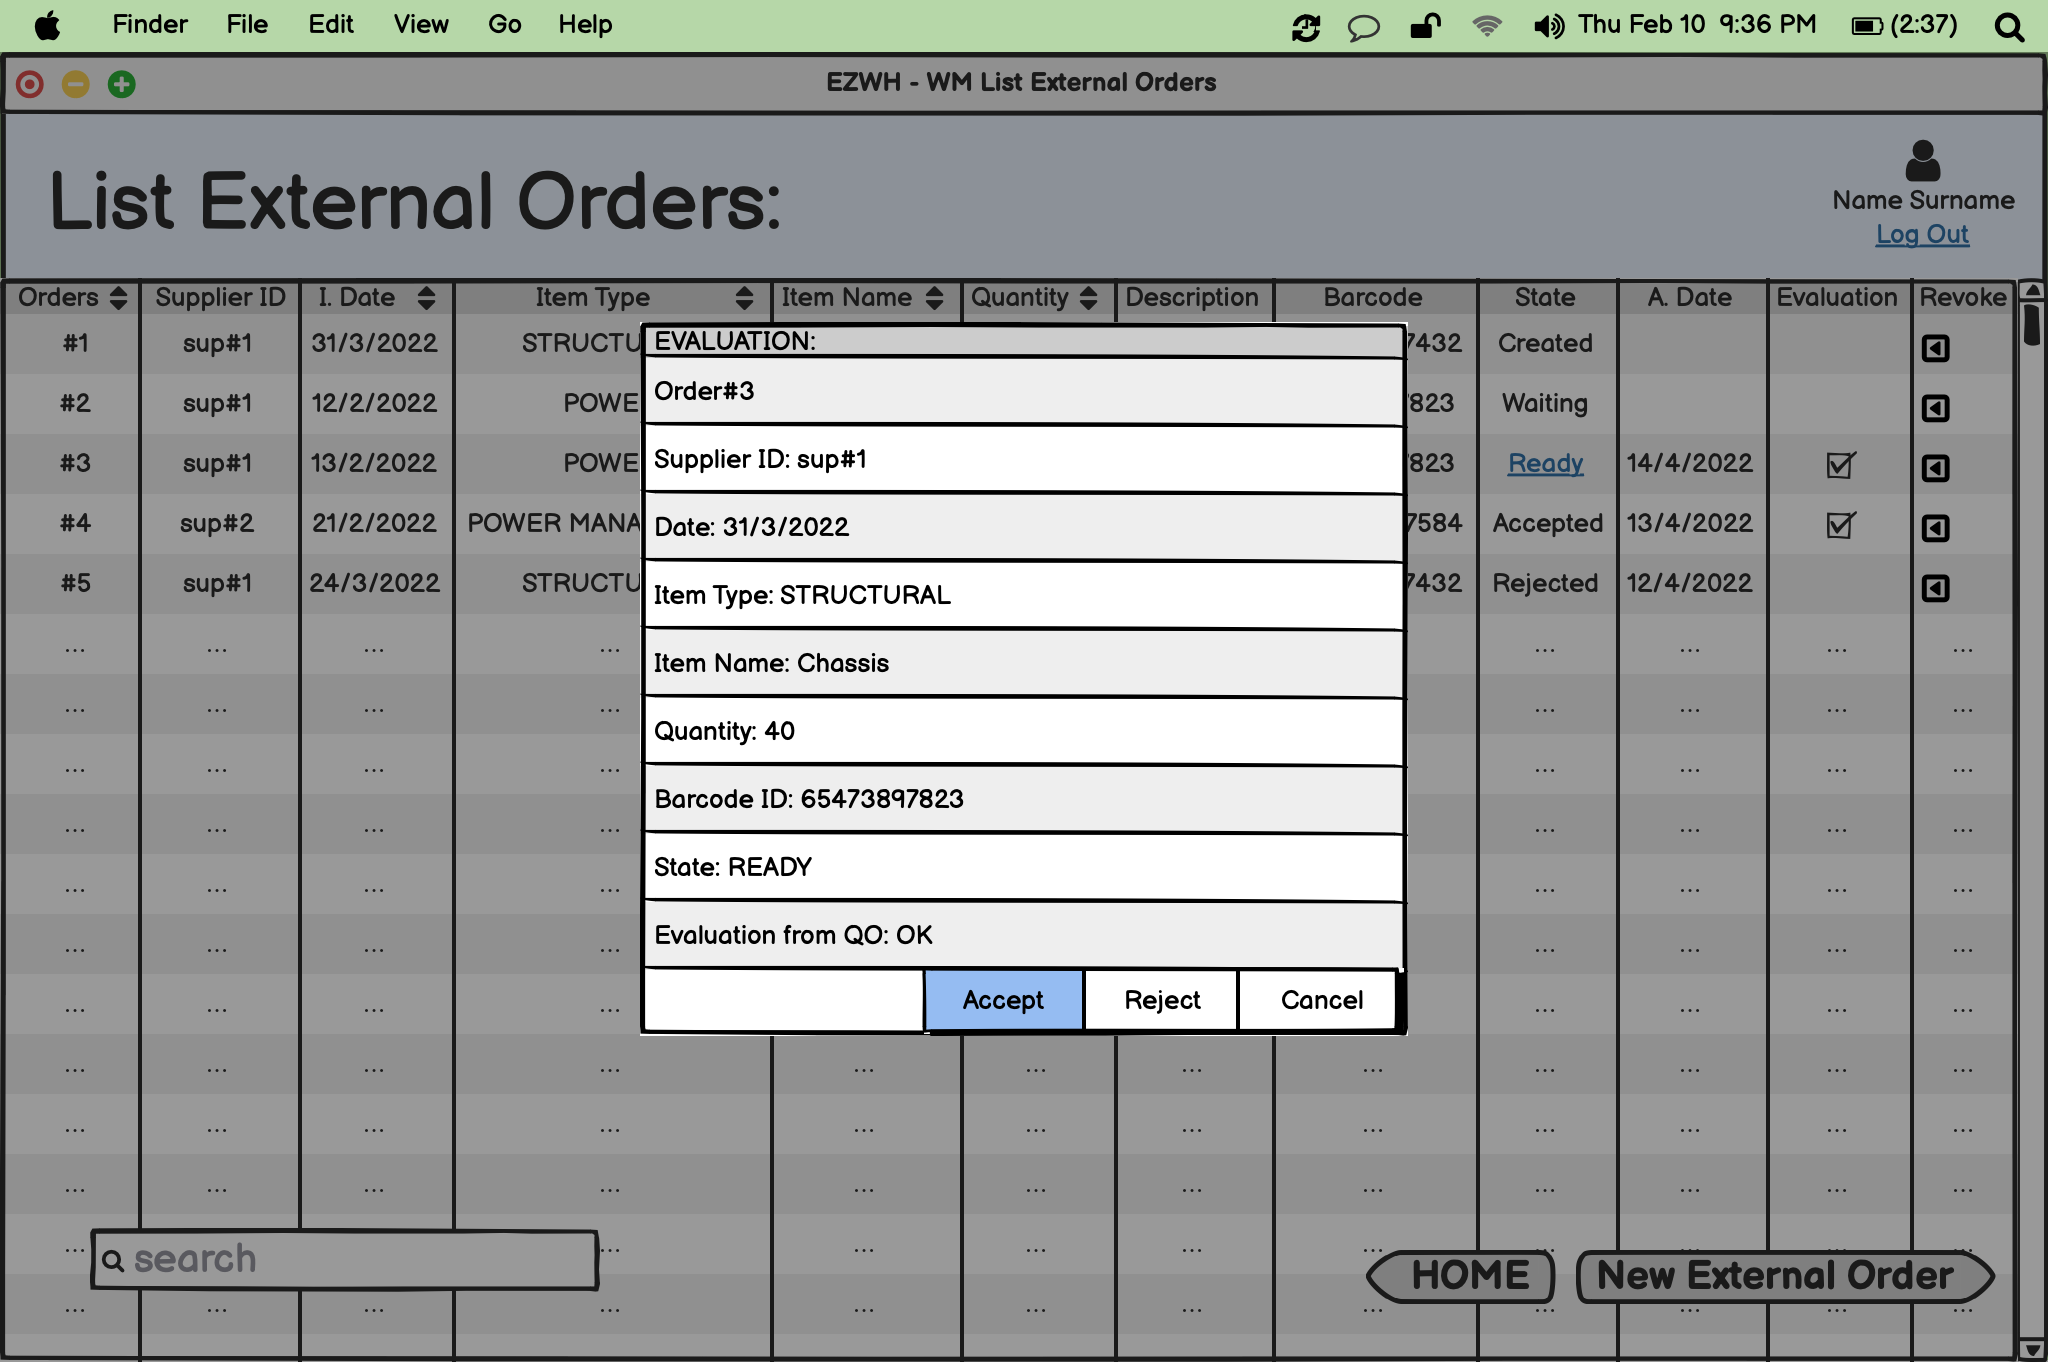 Finder File Edit View Go Help Thu Feb 10 9:36 PM (2:37)
EZWH - WM List External Orders
List External Orders:
Name Surname
Log Out
Orders Supplier ID I. Date Item Type Item Name Quantity Description Barcode State A. Date Evaluation Revoke
#1 sup#1 31/3/2022 STRUCTU 7432 Created
#2 sup#1 12/2/2022 POWE 823 Waiting
#3 sup#1 13/2/2022 POWE 823 Ready 14/4/2022
#4 sup#2 21/2/2022 POWER MANA 7584 Accepted 13/4/2022
#5 sup#1 24/3/2022 STRUCTU 7432 Rejected 12/4/2022
... ... ... ... ... ... ... ...
... ... ... ... ... ... ... ...
... ... ... ... ... ... ... ...
... ... ... ... ... ... ... ...
... ... ... ... ... ... ... ...
... ... ... ... ... ... ... ...
... ... ... ... ... ... ... ...
... ... ... ... ... ... ... ... ... ... ... ...
... ... ... ... ... ... ... ... ... ... ... ...
... ... ... ... ... ... ... ... ... ... ... ...
... ... ... ... ... ... ... ... ...
... ... ... ... ... ... ... ... ... ... ... ...
EVALUATION:
Order#3
Supplier ID: sup#1
Date: 31/3/2022
Item Type: STRUCTURAL
Item Name: Chassis
Quantity: 40
Barcode ID: 65473897823
State: READY
Evaluation from QO: OK
Accept Reject Cancel
search
HOME New External Order